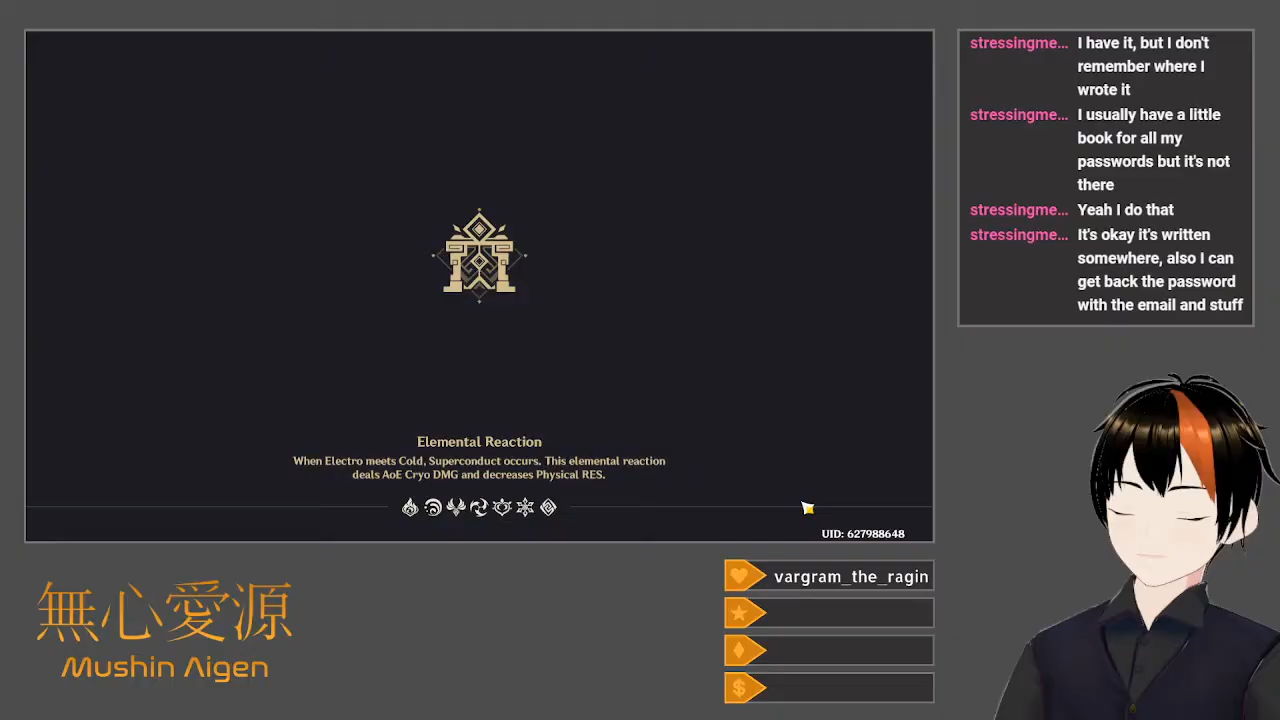 stressingme... I have it, but I don't
remember where I
wrote it
stressingme... I usually have a little
book for all my
passwords but it's not
there
stressingme... Yeah I do that
stressingme... It's okay it's written
somewhere, also I can
get back the password
with the email and stuff
Elemental Reaction
When Electro meets Cold, Superconduct occurs. This elemental reaction
deals AoE Cryo DMG and decreases Physical RES.
UID: 627988648
vargram_the_ragin
$
無心愛源
Mushin Aigen